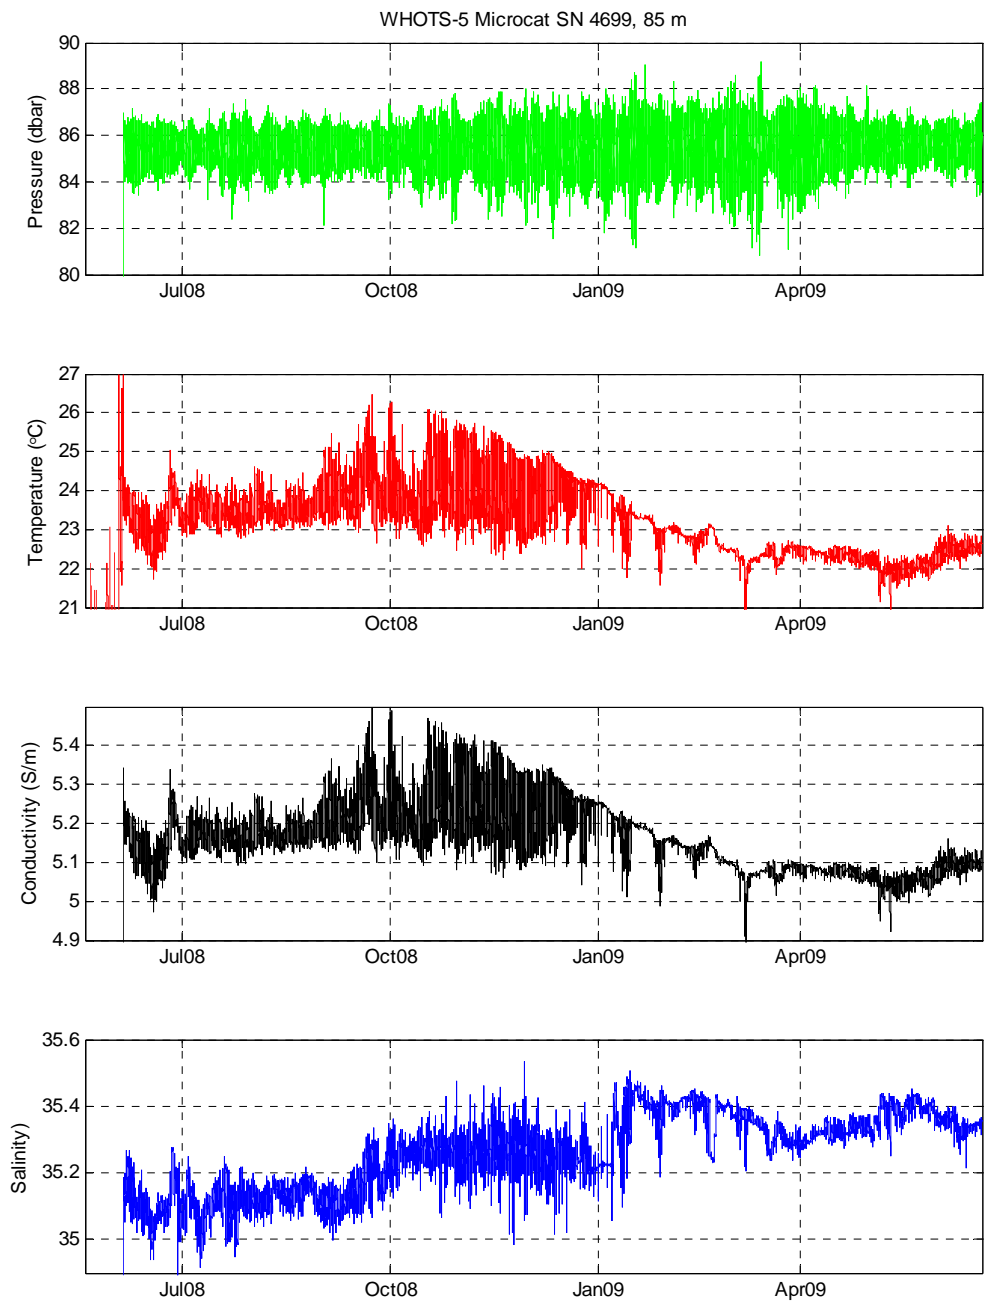 WHOTS-5 Microcat SN 4699, 85 m
90
88
86
84
82
80
Pressure (dbar)
Jul08 Oct08 Jan09 Apr09
27
26
25
24
23
22
21
Temperature (°C)
Jul08 Oct08 Jan09 Apr09
5.4
5.3
5.2
5.1
5
4.9
Conductivity (S/m)
Jul08 Oct08 Jan09 Apr09
35.6
35.4
35.2
35
Salinity)
Jul08 Oct08 Jan09 Apr09